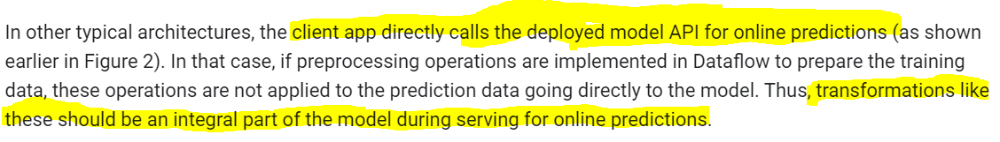 In other typical architectures, the client app directly calls the deployed model API for online predictions (as shown
earlier in Figure 2). In that case, if preprocessing operations are implemented in Dataflow to prepare the training
data, these operations are not applied to the prediction data going directly to the model. Thus, transformations like
these should be an integral part of the model during serving for online predictions.